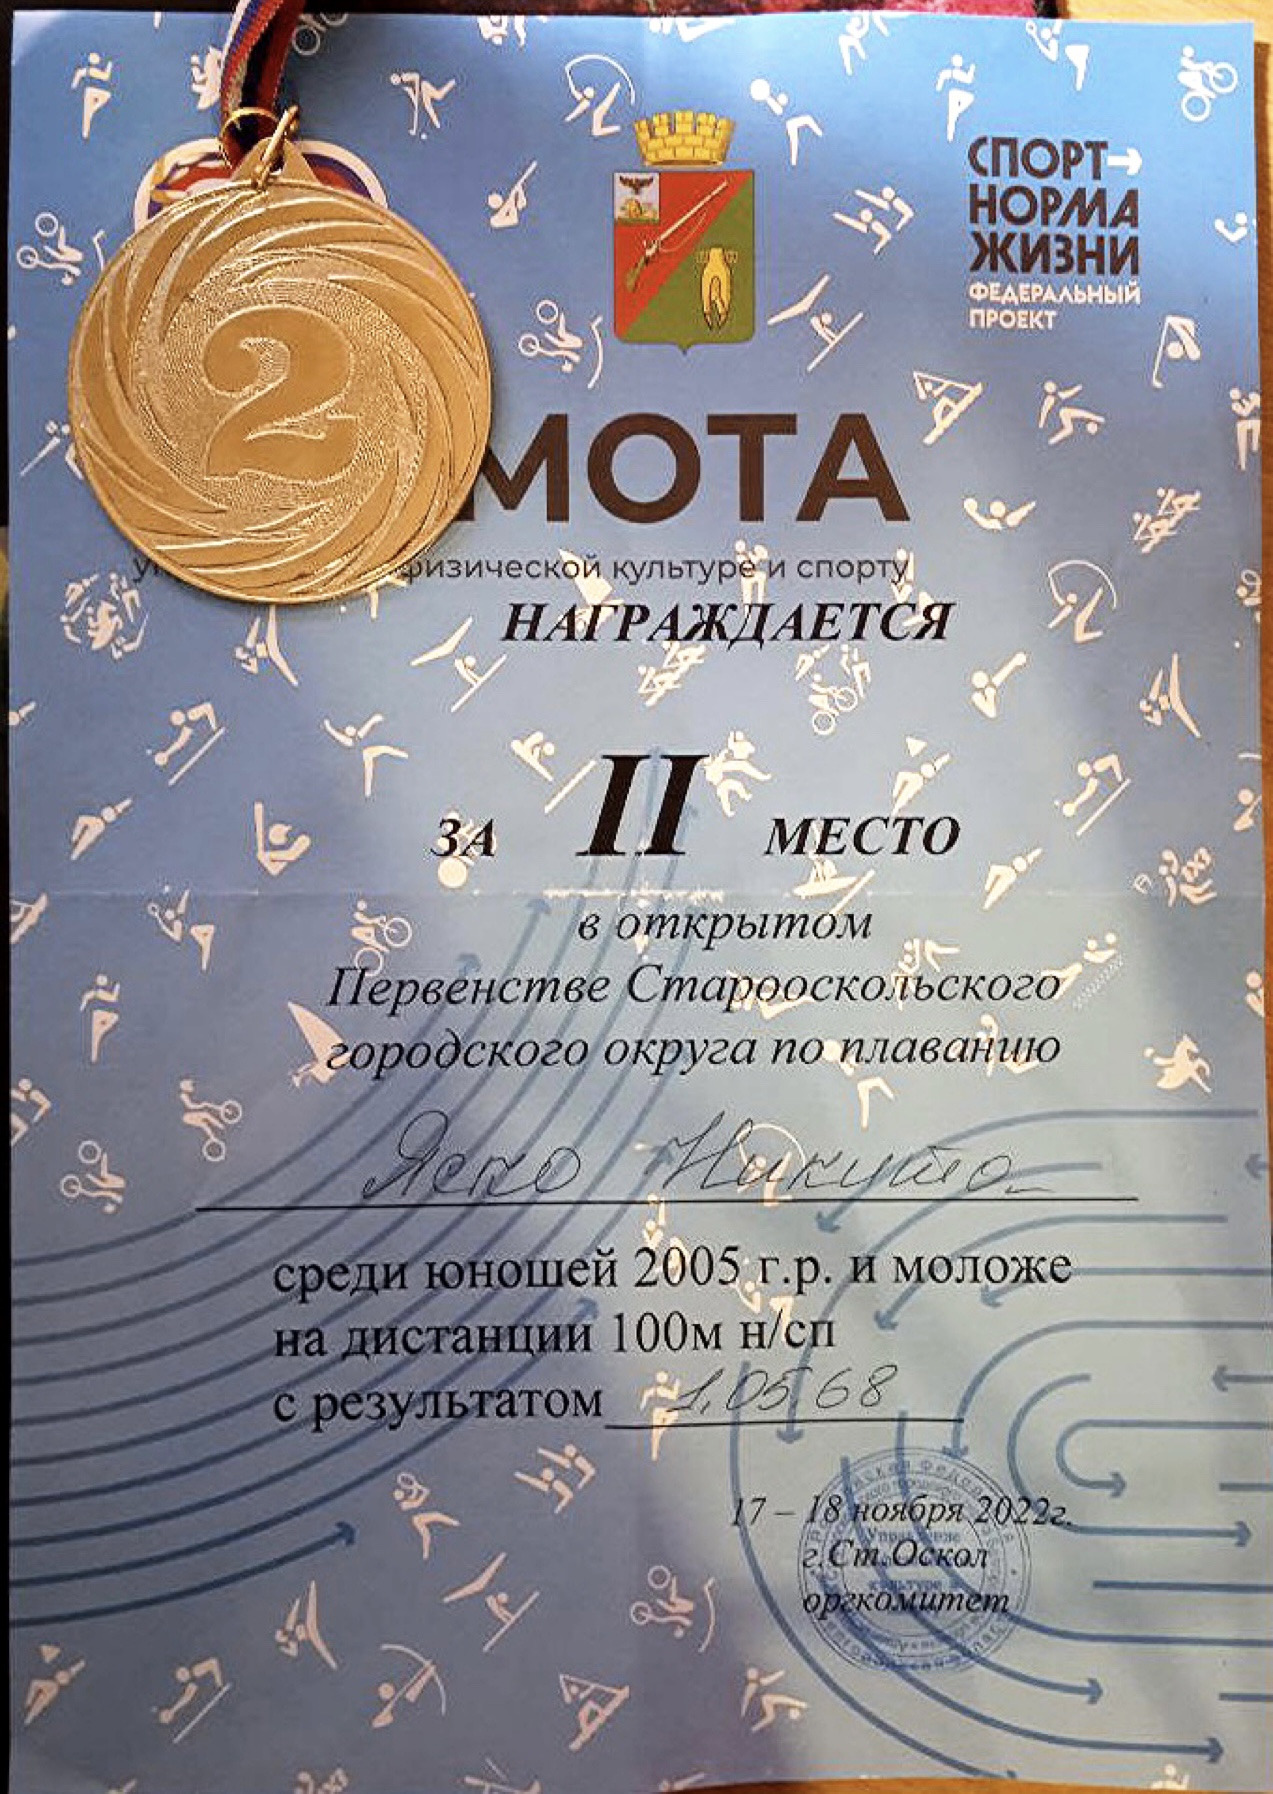 2
СПОРТ→
НОРМА
ЖИЗНИ
ФЕДЕРАЛЬНЫЙ
ПРОЕКТ
МОТА
физической культуре и спорту
НАГРАЖДАЕТСЯ
ЗА II МЕСТО
в открытом
Первенстве Старооскольского
городского округа по плаванию
Яско Никита
среди юношей 2005 г.р. и моложе
на дистанции 100м н/сп
с результатом 1,05,68
17 – 18 ноября 2022г.
г.Ст.Оскол
оргкомитет